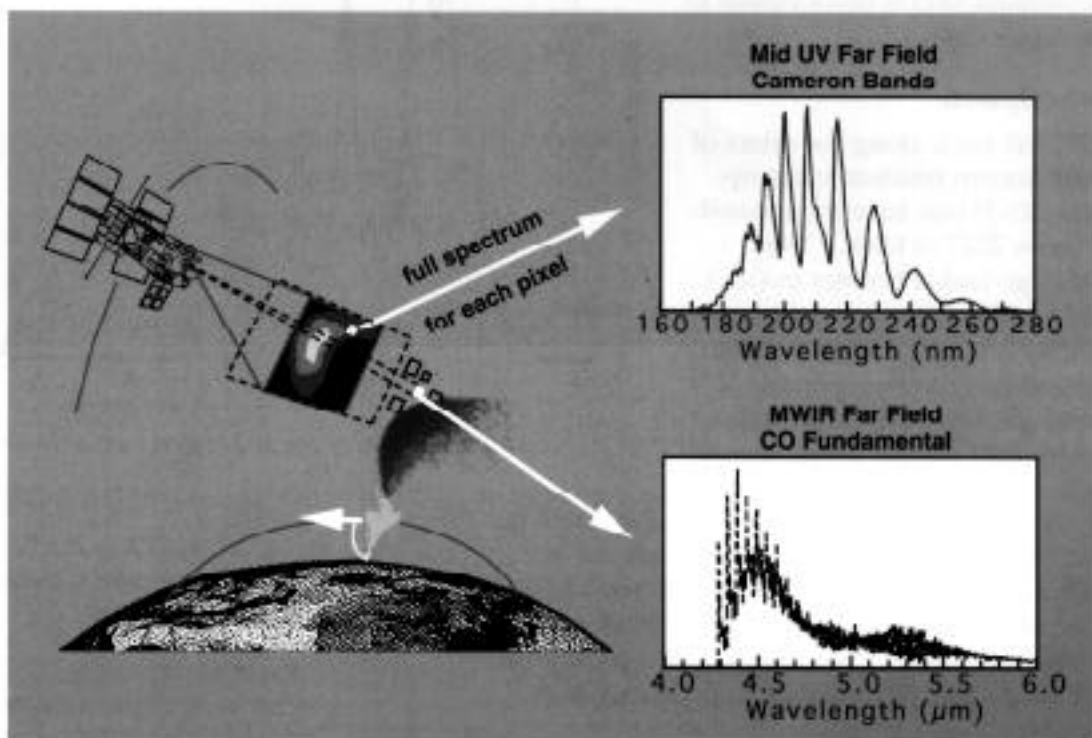 Mid UV Far Field
Cameron Bands
full spectrum
for each pixel
160 180 200 220 240 260 280
Wavelength (nm)
MWIR Far Field
CO Fundamental
4.0 4.5 5.0 5.5 6.0
Wavelength (µm)